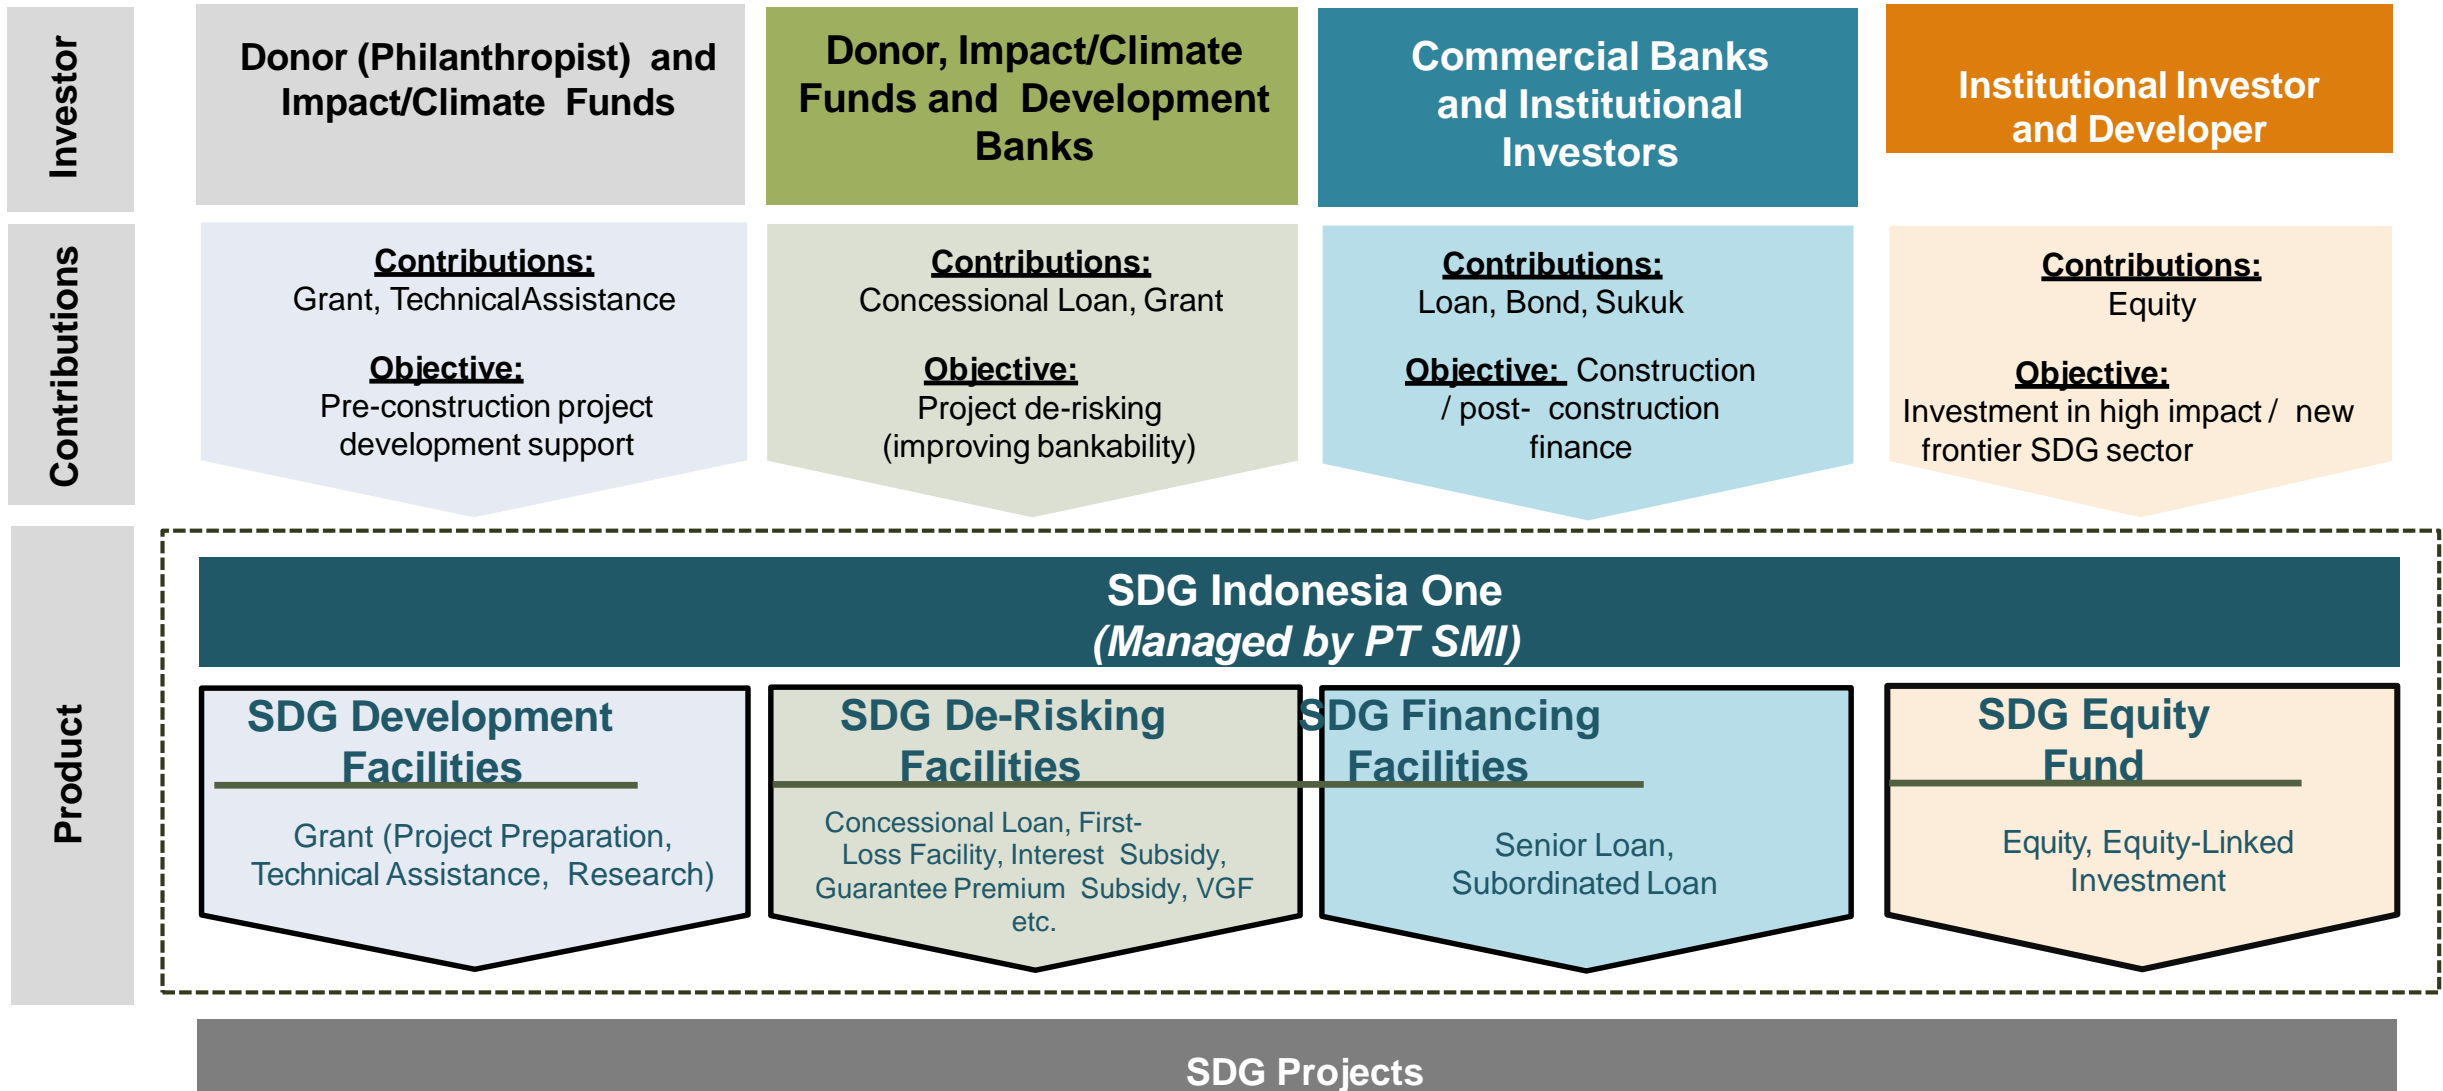 Investor
Donor (Philanthropist) and
Impact/Climate Funds
Donor, Impact/Climate
Funds and Development
Banks
Commercial Banks
and Institutional
Investors
Institutional Investor
and Developer
Contributions
Contributions:
Grant, TechnicalAssistance
Objective:
Pre-construction project
development support
Contributions:
Concessional Loan, Grant
Objective:
Project de-risking
(improving bankability)
Contributions:
Loan, Bond, Sukuk
Objective: Construction
/ post- construction
finance
Contributions:
Equity
Objective:
Investment in high impact / new
frontier SDG sector
Product
SDG Indonesia One
(Managed by PT SMI)
SDG Development
Facilities
Grant (Project Preparation,
Technical Assistance, Research)
SDG De-Risking
Facilities
Concessional Loan, First-
Loss Facility, Interest Subsidy,
Guarantee Premium Subsidy, VGF
etc.
SDG Financing
Facilities
Senior Loan,
Subordinated Loan
SDG Equity
Fund
Equity, Equity-Linked
Investment
SDG Projects